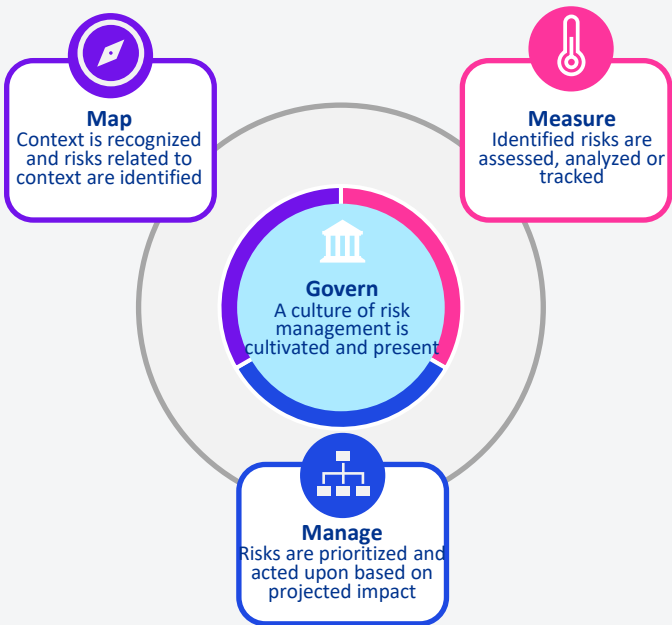 Map
Context is recognized
and risks related to
context are identified
Measure
Identified risks are
assessed, analyzed or
tracked
Govern
A culture of risk
management is
cultivated and present
Manage
Risks are prioritized and
acted upon based on
projected impact